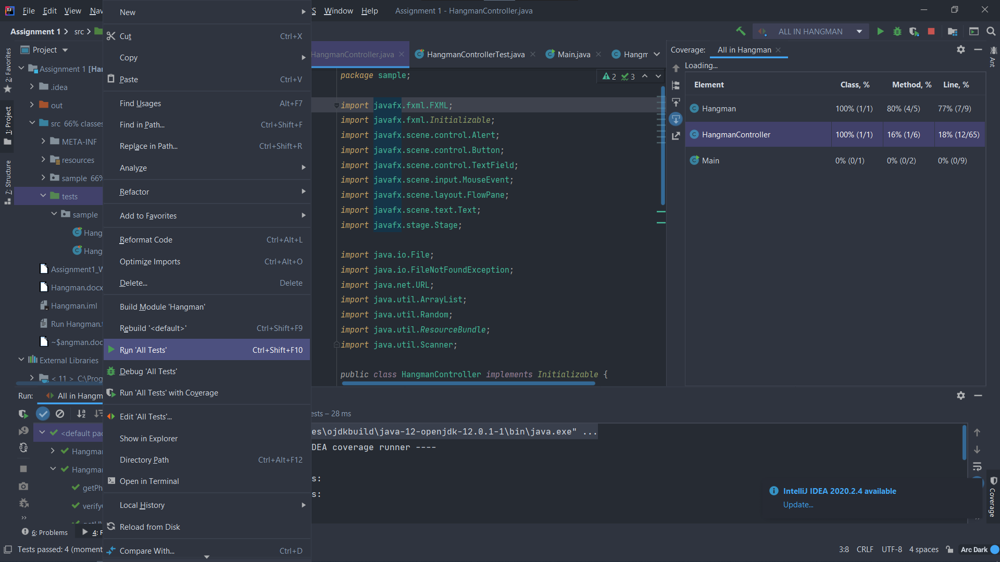 File Edit View Nav
S Window Help Assignment 1 - HangmanController.java
Assignment 1 src
ALL IN HANGMAN
2: Favorites
1: Project
7: Structure
Project
Assignment 1 [Han
.idea
out
src 66% classes
META-INF
resources
sample 66%
tests
sample
Hang
Hang
Assignment1_W
Hangman.docx
Hangman.iml
Run Hangman.
~$angman.doc
External Libraries
< 11 > C:\Prog
New
Cut Ctrl+X
Copy
Paste Ctrl+V
Find Usages Alt+F7
Find in Path... Ctrl+Shift+F
Replace in Path... Ctrl+Shift+R
Analyze
Refactor
Add to Favorites
Reformat Code Ctrl+Alt+L
Optimize Imports Ctrl+Alt+O
Delete... Delete
Build Module 'Hangman'
Rebuild '<default>' Ctrl+Shift+F9
Run 'All Tests' Ctrl+Shift+F10
Debug 'All Tests'
Run 'All Tests' with Coverage
Edit 'All Tests'...
Show in Explorer
Directory Path Ctrl+Alt+F12
Open in Terminal
Local History
Reload from Disk
Compare With... Ctrl+D
HangmanController.java HangmanControllerTest.java Main.java Hangm
2 3
package sample;
import javafx.fxml.FXML;
import javafx.fxml.Initializable;
import javafx.scene.control.Alert;
import javafx.scene.control.Button;
import javafx.scene.control.TextField;
import javafx.scene.input.MouseEvent;
import javafx.scene.layout.FlowPane;
import javafx.scene.text.Text;
import javafx.stage.Stage;
import java.io.File;
import java.io.FileNotFoundException;
import java.net.URL;
import java.util.ArrayList;
import java.util.Random;
import java.util.ResourceBundle;
import java.util.Scanner;
public class HangmanController implements Initializable {
Coverage: All in Hangman
Loading...
Element Class, % Method, % Line, %
Hangman 100% (1/1) 80% (4/5) 77% (7/9)
HangmanController 100% (1/1) 16% (1/6) 18% (12/65)
Main 0% (0/1) 0% (0/2) 0% (0/9)
Ant
Coverage
Run: All in Hangm
<default pac
Hangma
Hangma
getPh
verify
ests – 28 ms
es\ojdkbuild\java-12-openjdk-12.0.1-1\bin\java.exe" ...
DEA coverage runner ----
s:
s:
IntelliJ IDEA 2020.2.4 available
Update...
6: Problems 4: R
Tests passed: 4 (moment
3:8 CRLF UTF-8 4 spaces Arc Dark